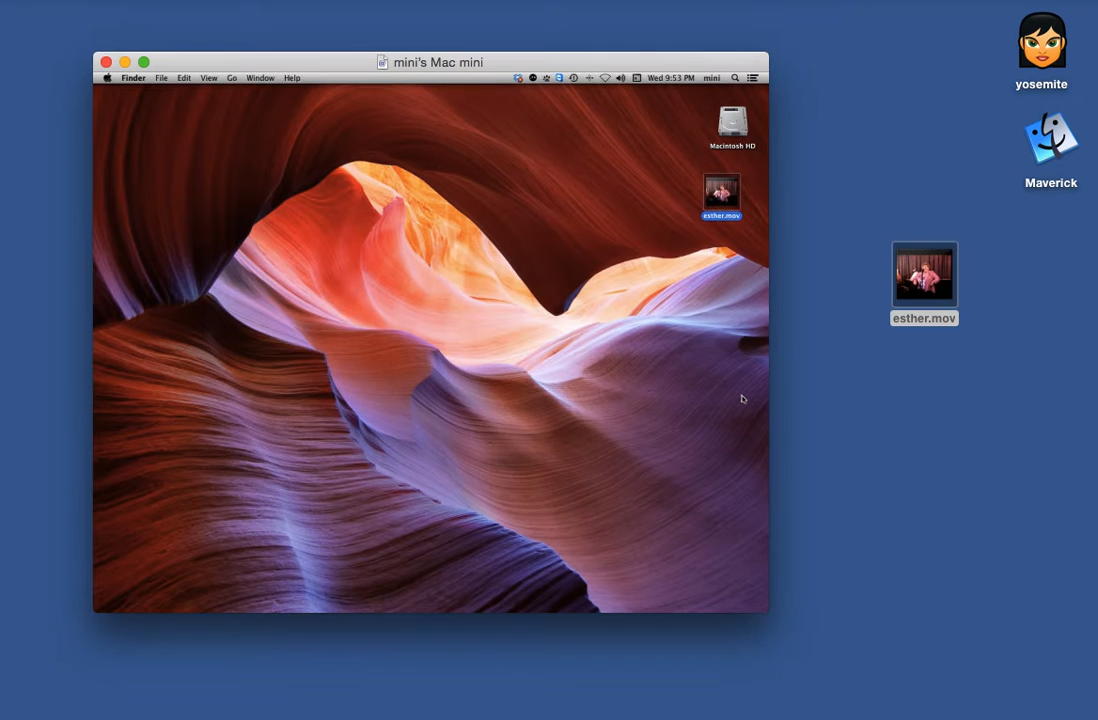 mini's Mac mini
Finder File Edit View Go Window Help Wed 9:53 PM mini
Macintosh HD
esther.mov
yosemite
Maverick
esther.mov